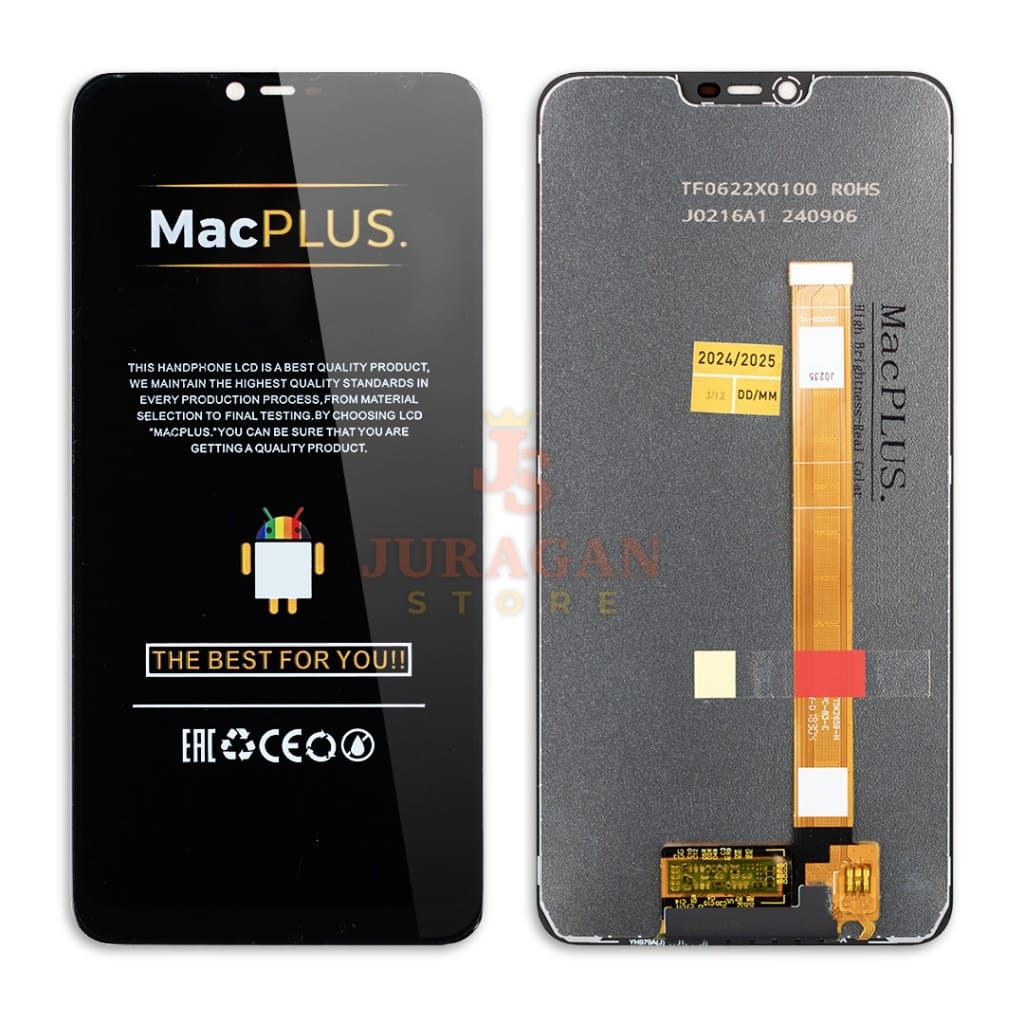 MacPLUS.
THIS HANDPHONE LCD IS A BEST QUALITY PRODUCT,
WE MAINTAIN THE HIGHEST QUALITY STANDARDS IN
EVERY PRODUCTION PROCESS,FROM MATERIAL
SELECTION TO FINAL TESTING.BY CHOOSING LCD
"MACPLUS."YOU CAN BE SURE THAT YOU ARE
GETTING A QUALITY PRODUCT.
THE BEST FOR YOU!!
EAC CE
JS
JURAGAN
STORE
TF0622X0100 ROHS
J0216A1 240906
2024/2025
DD/MM
J0235
MacPLUS.
High Brightness-Real Color